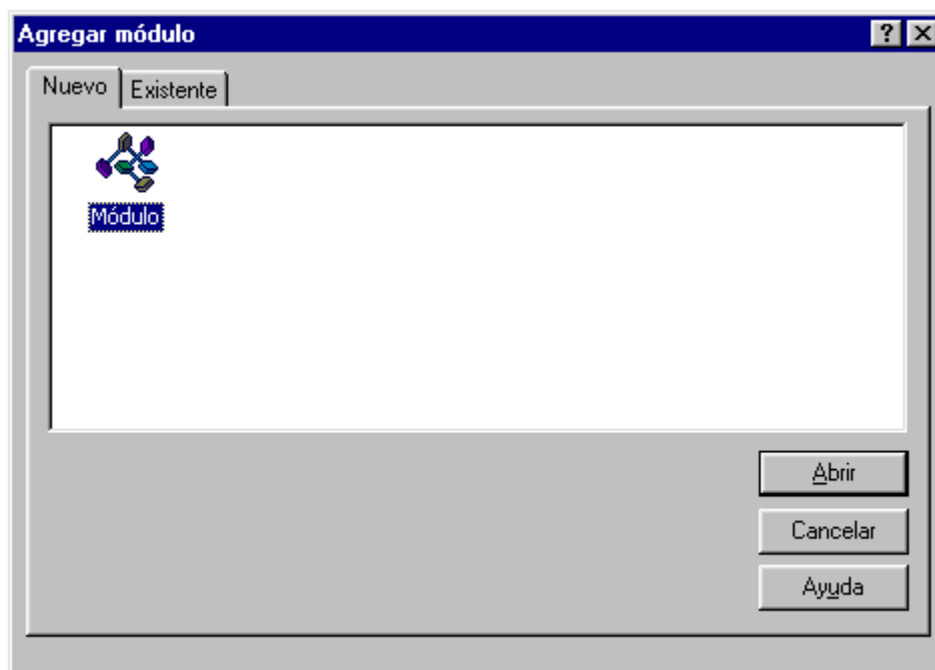 Agregar módulo
Nuevo
Existente
Módulo
Abrir
Cancelar
Ayuda